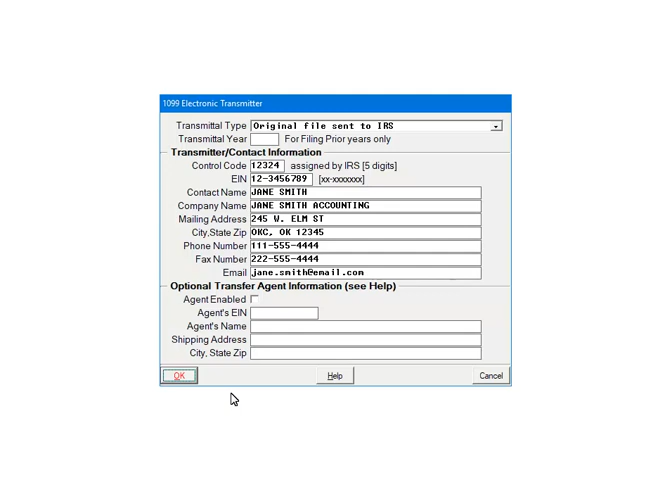 1099 Electronic Transmitter
Transmittal Type Original file sent to IRS
Transmittal Year For Filing Prior years only
Transmitter/Contact Information
Control Code 12324 assigned by IRS [5 digits]
EIN 12-3456789 [xx-xxxxxxx]
Contact Name JANE SMITH
Company Name JANE SMITH ACCOUNTING
Mailing Address 245 W. ELM ST
City,State Zip OKC, OK 12345
Phone Number 111-555-4444
Fax Number 222-555-4444
Email jane.smith@email.com
Optional Transfer Agent Information (see Help)
Agent Enabled
Agent's EIN
Agent's Name
Shipping Address
City, State Zip
OK Help Cancel